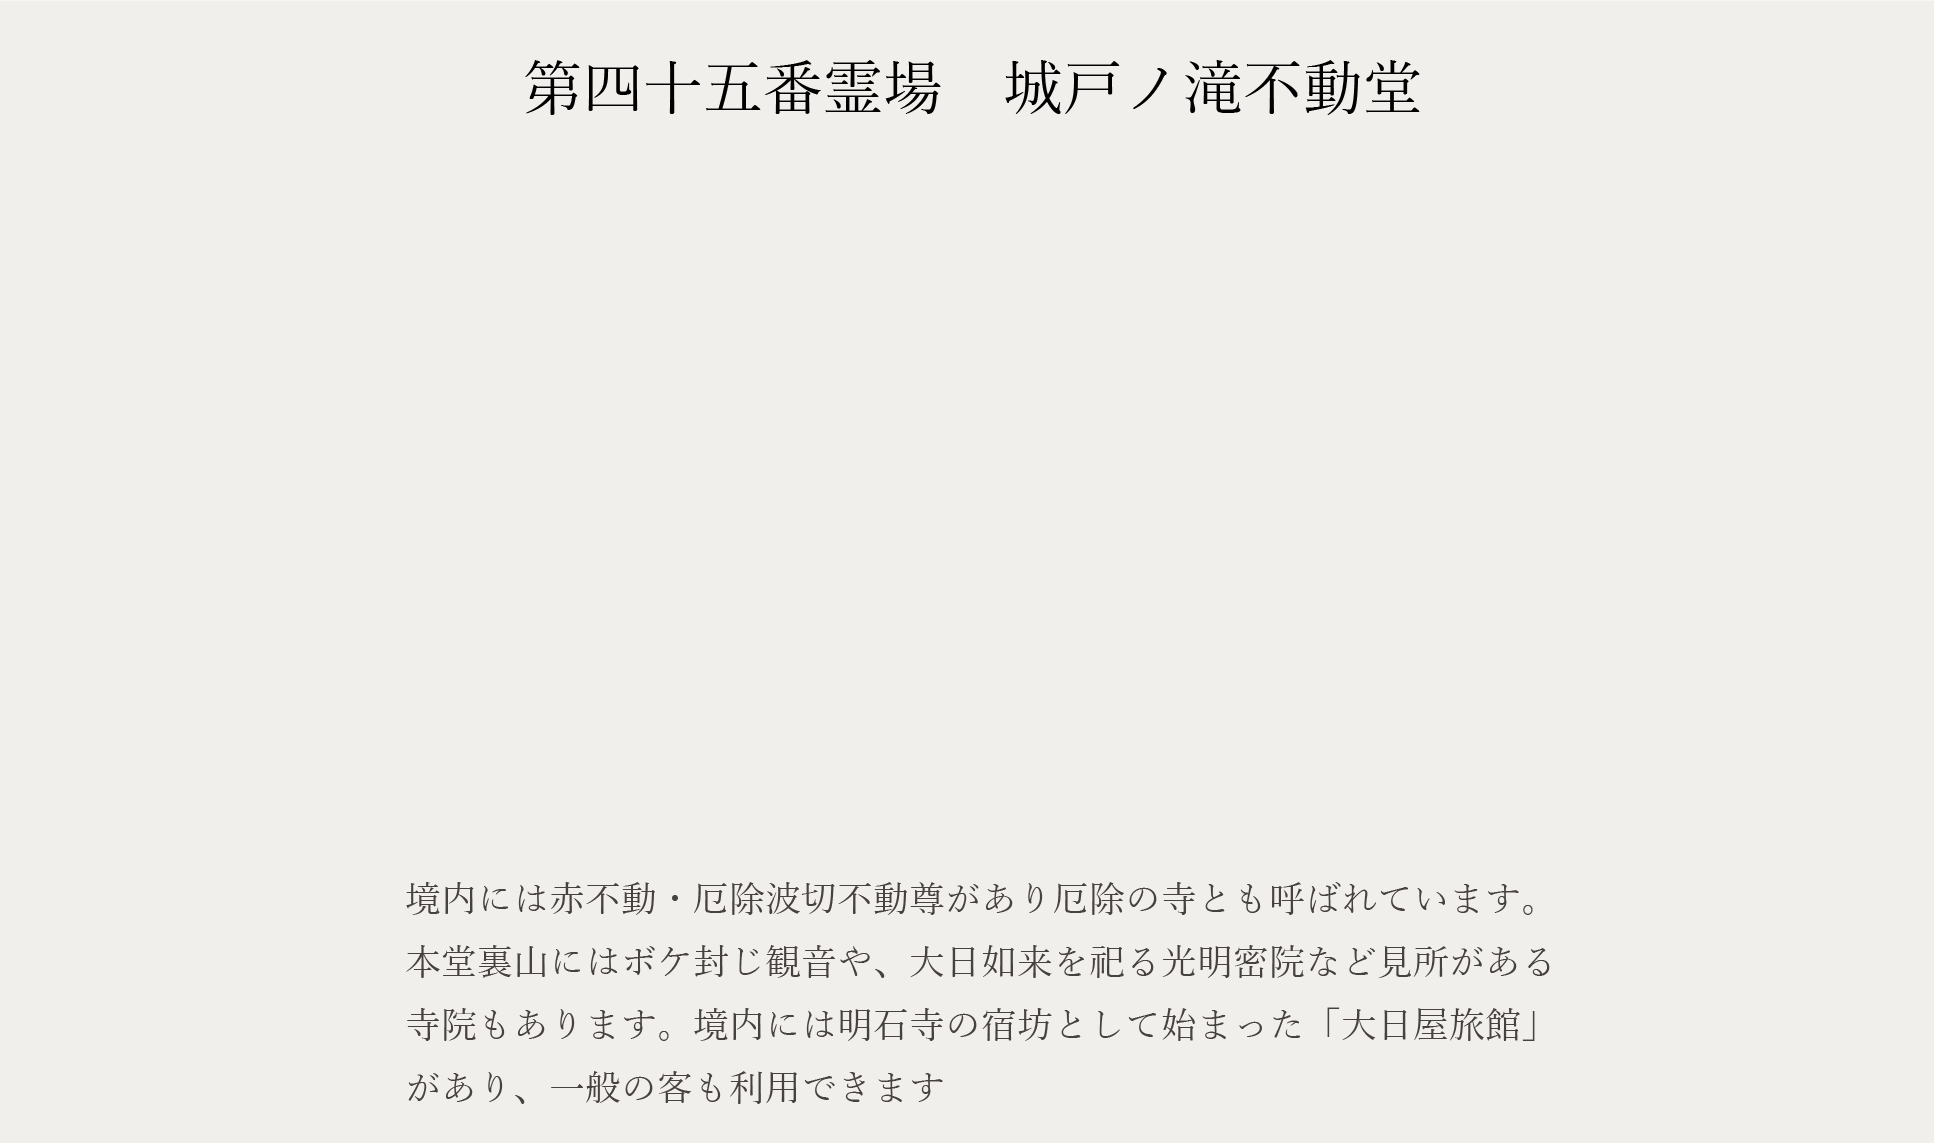 第四十五番霊場　城戸ノ滝不動堂
境内には赤不動・厄除波切不動尊があり厄除の寺とも呼ばれています。
本堂裏山にはボケ封じ観音や、大日如来を祀る光明密院など見所がある
寺院もあります。境内には明石寺の宿坊として始まった「大日屋旅館」
があり、一般の客も利用できます